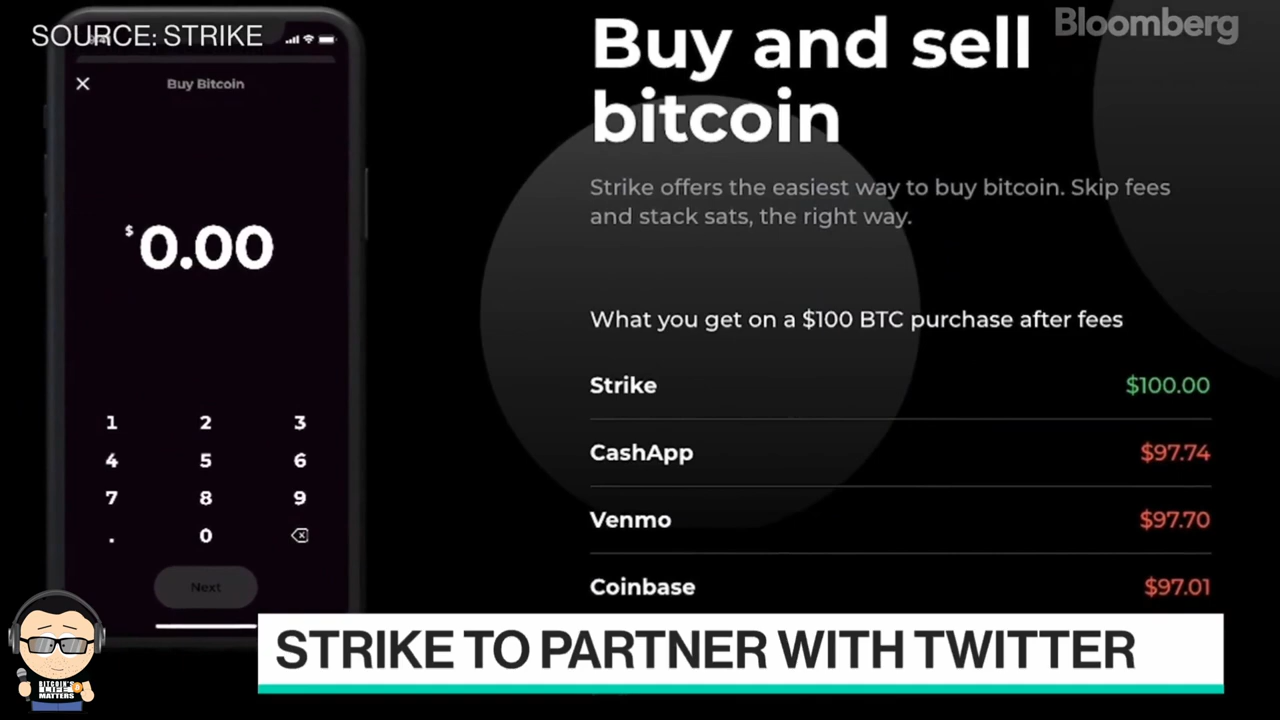 SOURCE: STRIKE
Bloomberg
Buy Bitcoin
$0.00
1 2 3
4 5 6
7 8 9
. 0
Next
Buy and sell
bitcoin
Strike offers the easiest way to buy bitcoin. Skip fees
and stack sats, the right way.
What you get on a $100 BTC purchase after fees
Strike $100.00
CashApp $97.74
Venmo $97.70
Coinbase $97.01
STRIKE TO PARTNER WITH TWITTER
BITCOIN'S
LIFE
MATTERS